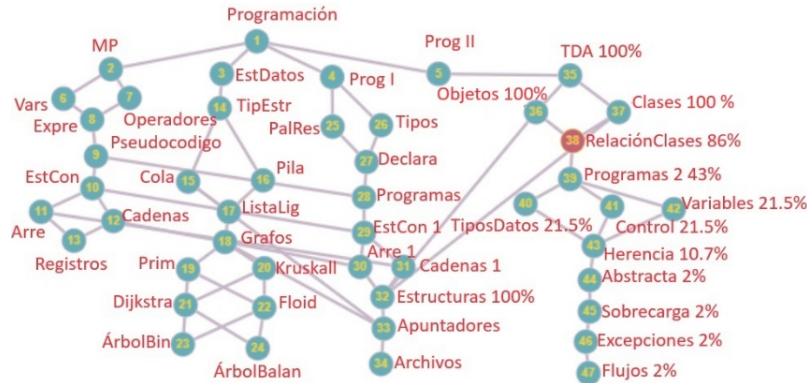 Programación
1
MP
2
3
EstDatos
4
Prog I
Prog II
5
TDA 100%
35
Vars
6
7
Operadores
14
TipEstr
Objetos 100%
36
37
Clases 100 %
Expre
8
PalRes
25
26
Tipos
38
RelaciónClases 86%
Pseudocodigo
9
27
Declara
Programas 2 43%
39
EstCon
10
Cola
15
16
Pila
28
Programas
40
41
42
Variables 21.5%
11
12
Cadenas
17
ListaLig
29
EstCon 1
TiposDatos 21.5%
Control 21.5%
Arre
13
18
Grafos
Arre 1
43
Herencia 10.7%
Registros
Prim
19
20
Kruskall
30
31
Cadenas 1
44
Abstracta 2%
Dijkstra
21
22
Floid
32
Estructuras 100%
45
Sobrecarga 2%
ÁrbolBin
23
24
33
Apuntadores
46
Excepciones 2%
ÁrbolBalan
34
Archivos
47
Flujos 2%